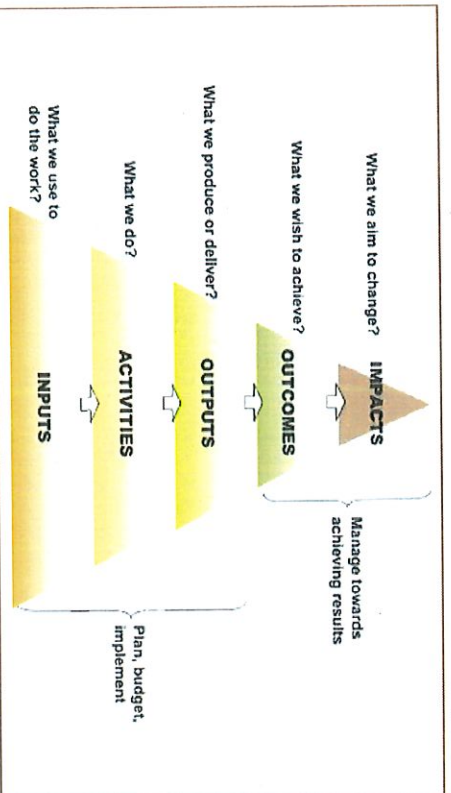 What we aim to change?
IMPACTS
What we wish to achieve?
OUTCOMES
Manage towards
achieving results
What we produce or deliver?
OUTPUTS
What we do?
ACTIVITIES
Plan, budget,
implement
What we use to
do the work?
INPUTS